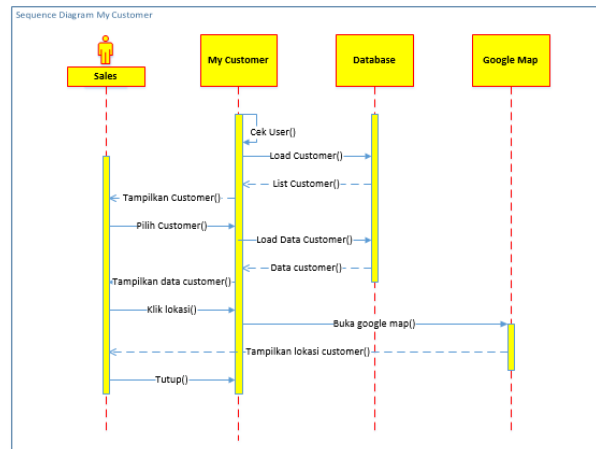 Sequence Diagram My Customer
Sales
My Customer
Database
Google Map
Cek User()
Load Customer()
List Customer()
Tampilkan Customer()
Pilih Customer()
Load Data Customer()
Data customer()
Tampilkan data customer()
Klik lokasi()
Buka google map()
Tampilkan lokasi customer()
Tutup()